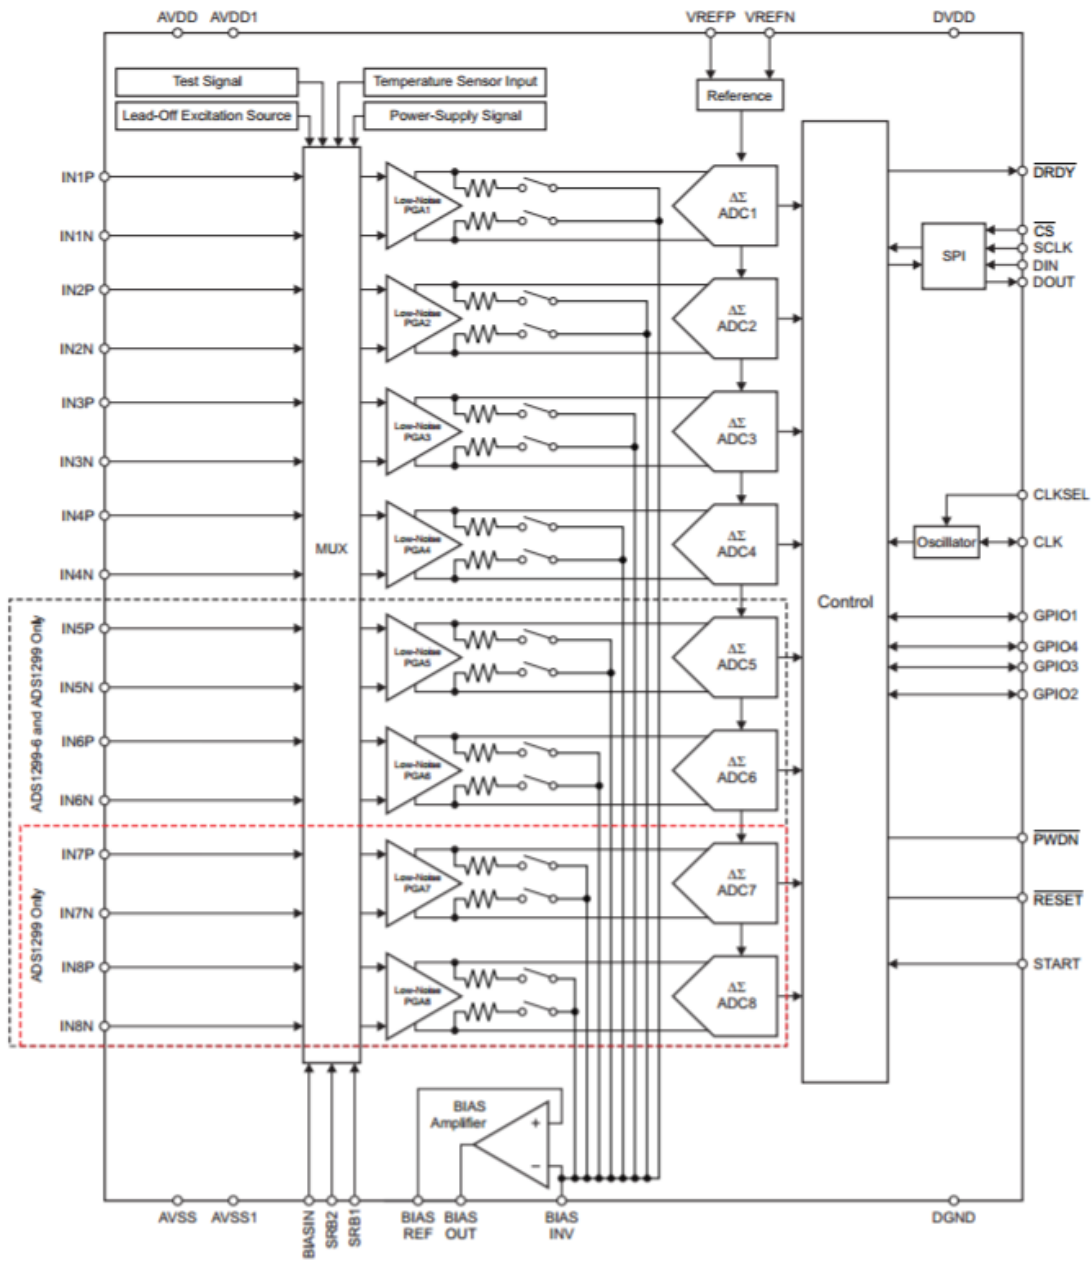 AVDD AVDD1 VREFP VREFN DVDD
Test Signal
Temperature Sensor Input
Lead-Off Excitation Source
Power-Supply Signal
Reference
IN1P
IN1N
Low-Noise
PGA1
ΔΣ
ADC1
DRDY
CS
SCLK
DIN
DOUT
SPI
IN2P
IN2N
Low-Noise
PGA2
ΔΣ
ADC2
IN3P
IN3N
Low-Noise
PGA3
ΔΣ
ADC3
IN4P
IN4N
MUX
Low-Noise
PGA4
ΔΣ
ADC4
CLKSEL
Oscillator
CLK
Control
ADS1299-6 and ADS1299 Only
IN5P
IN5N
Low-Noise
PGA5
ΔΣ
ADC5
GPIO1
GPIO4
GPIO3
GPIO2
IN6P
IN6N
Low-Noise
PGA6
ΔΣ
ADC6
ADS1299 Only
IN7P
IN7N
Low-Noise
PGA7
ΔΣ
ADC7
PWDN
RESET
START
IN8P
IN8N
Low-Noise
PGA8
ΔΣ
ADC8
BIAS
Amplifier
+
−
AVSS AVSS1
BIASIN
SRB2
SRB1
BIAS
REF
BIAS
OUT
BIAS
INV
DGND